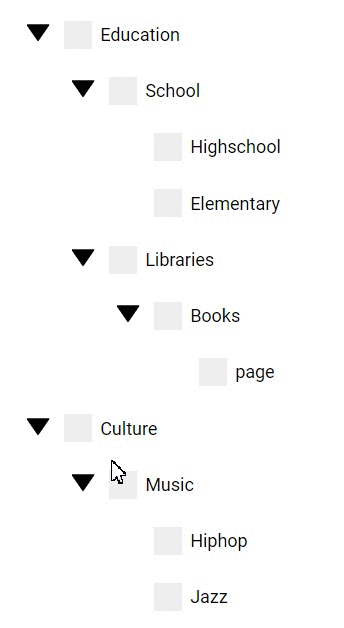 Education
School
Highschool
Elementary
Libraries
Books
page
Culture
Music
Hiphop
Jazz